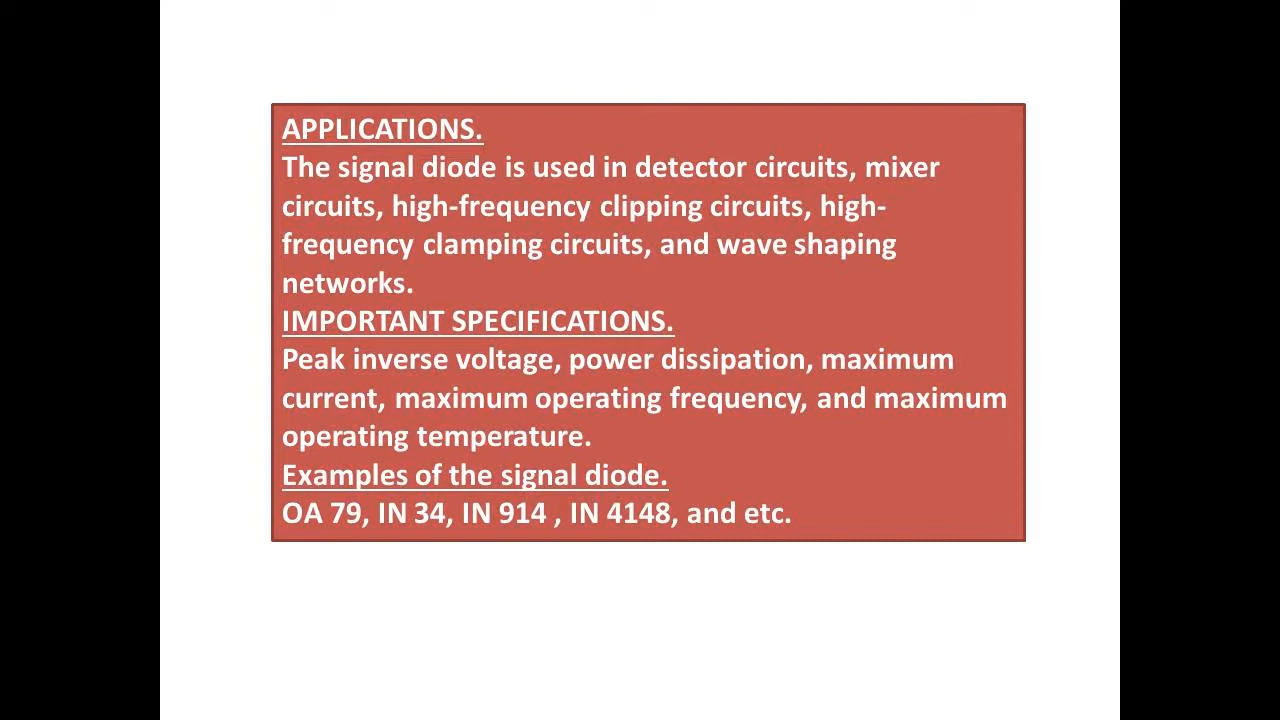 APPLICATIONS.
The signal diode is used in detector circuits, mixer
circuits, high-frequency clipping circuits, high-
frequency clamping circuits, and wave shaping
networks.
IMPORTANT SPECIFICATIONS.
Peak inverse voltage, power dissipation, maximum
current, maximum operating frequency, and maximum
operating temperature.
Examples of the signal diode.
OA 79, IN 34, IN 914 , IN 4148, and etc.